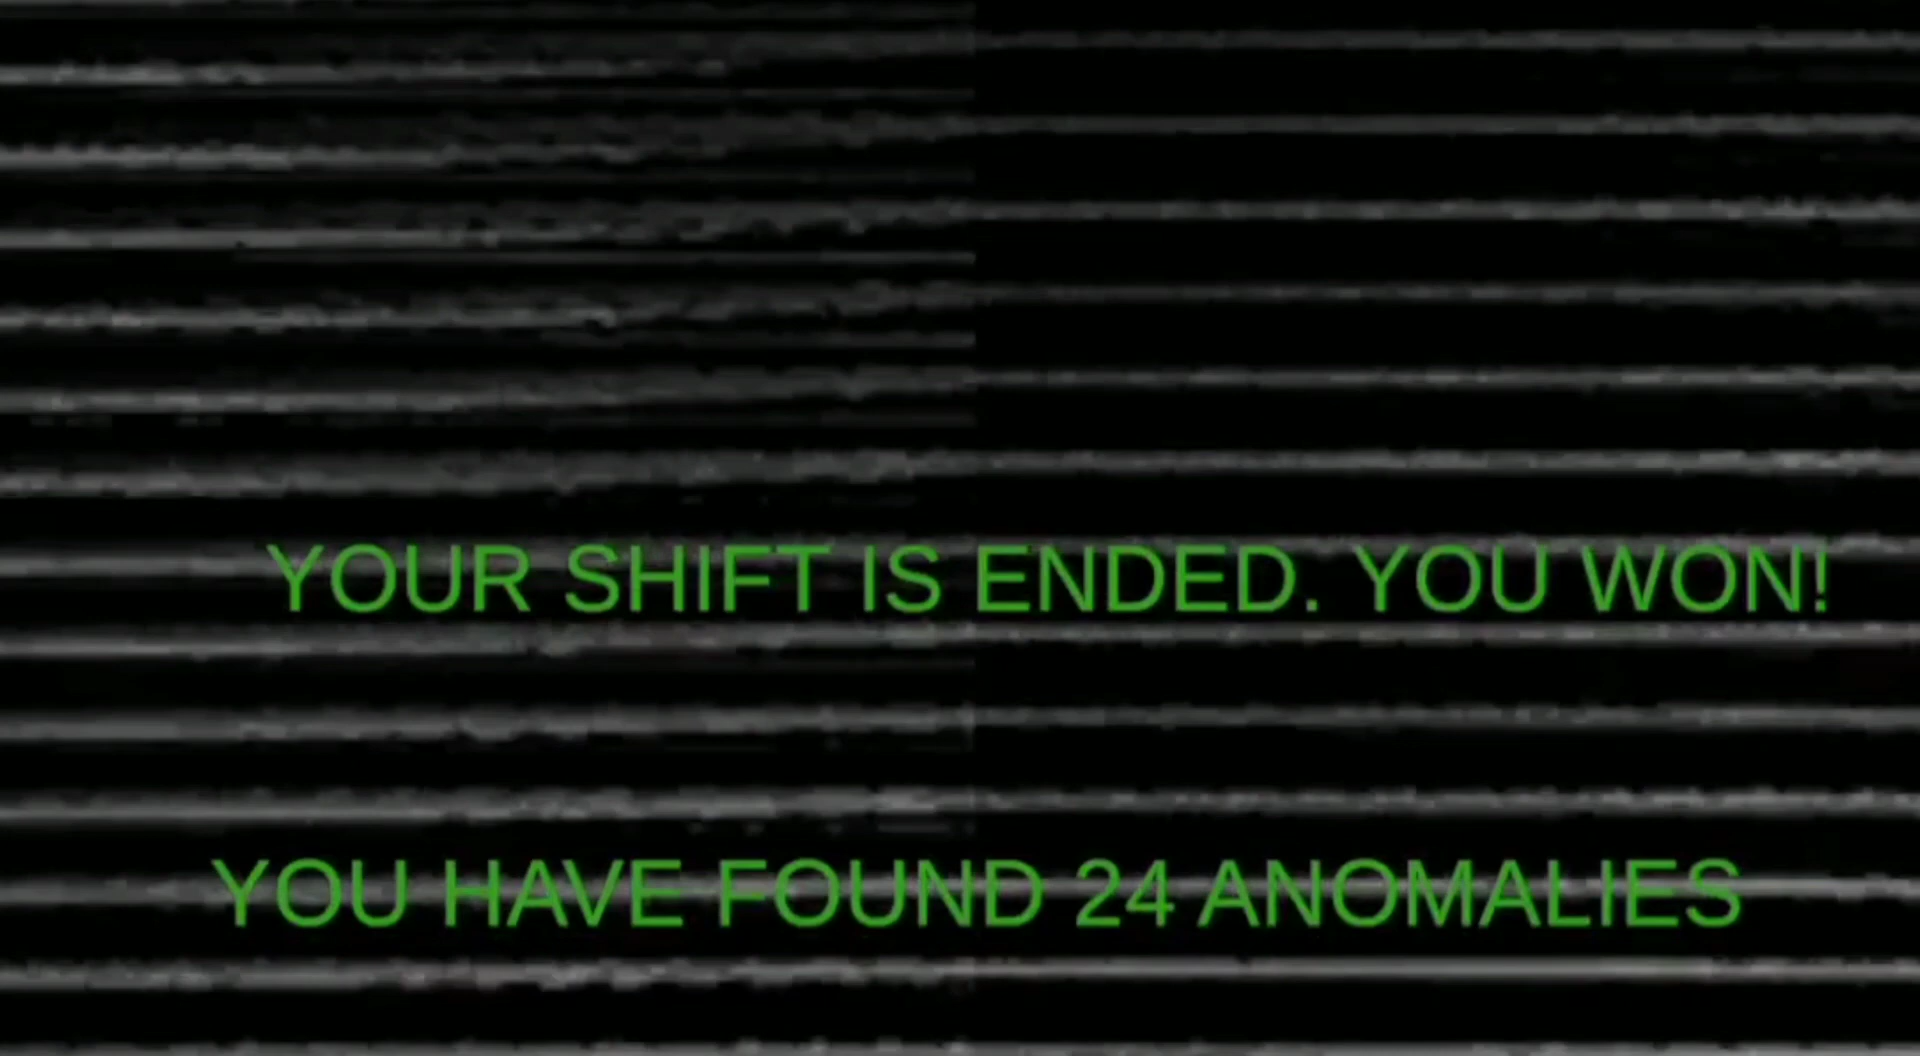 YOUR SHIFT IS ENDED. YOU WON!
YOU HAVE FOUND 24 ANOMALIES